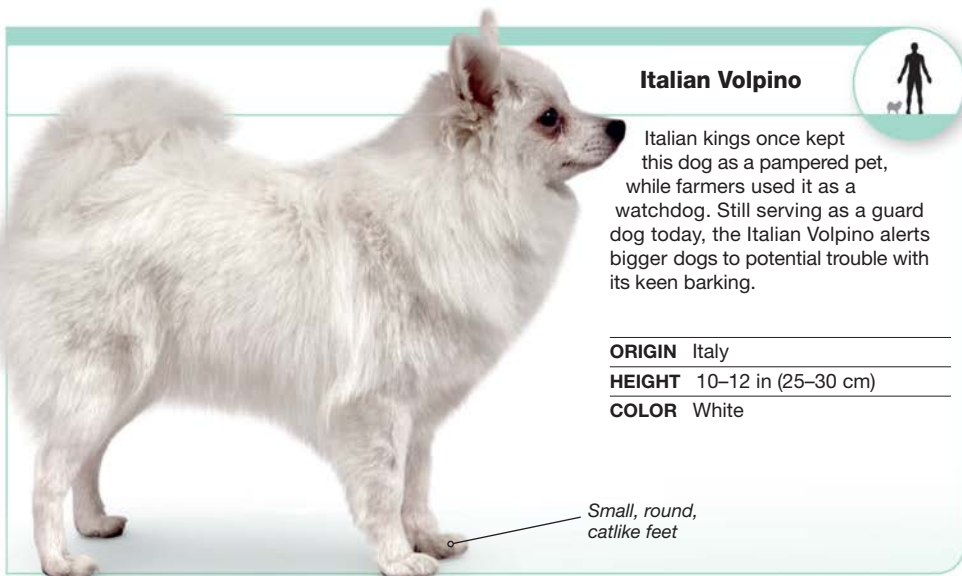 Italian Volpino
Italian kings once kept
this dog as a pampered pet,
while farmers used it as a
watchdog. Still serving as a guard
dog today, the Italian Volpino alerts
bigger dogs to potential trouble with
its keen barking.
ORIGIN Italy
HEIGHT 10–12 in (25–30 cm)
COLOR White
Small, round,
catlike feet